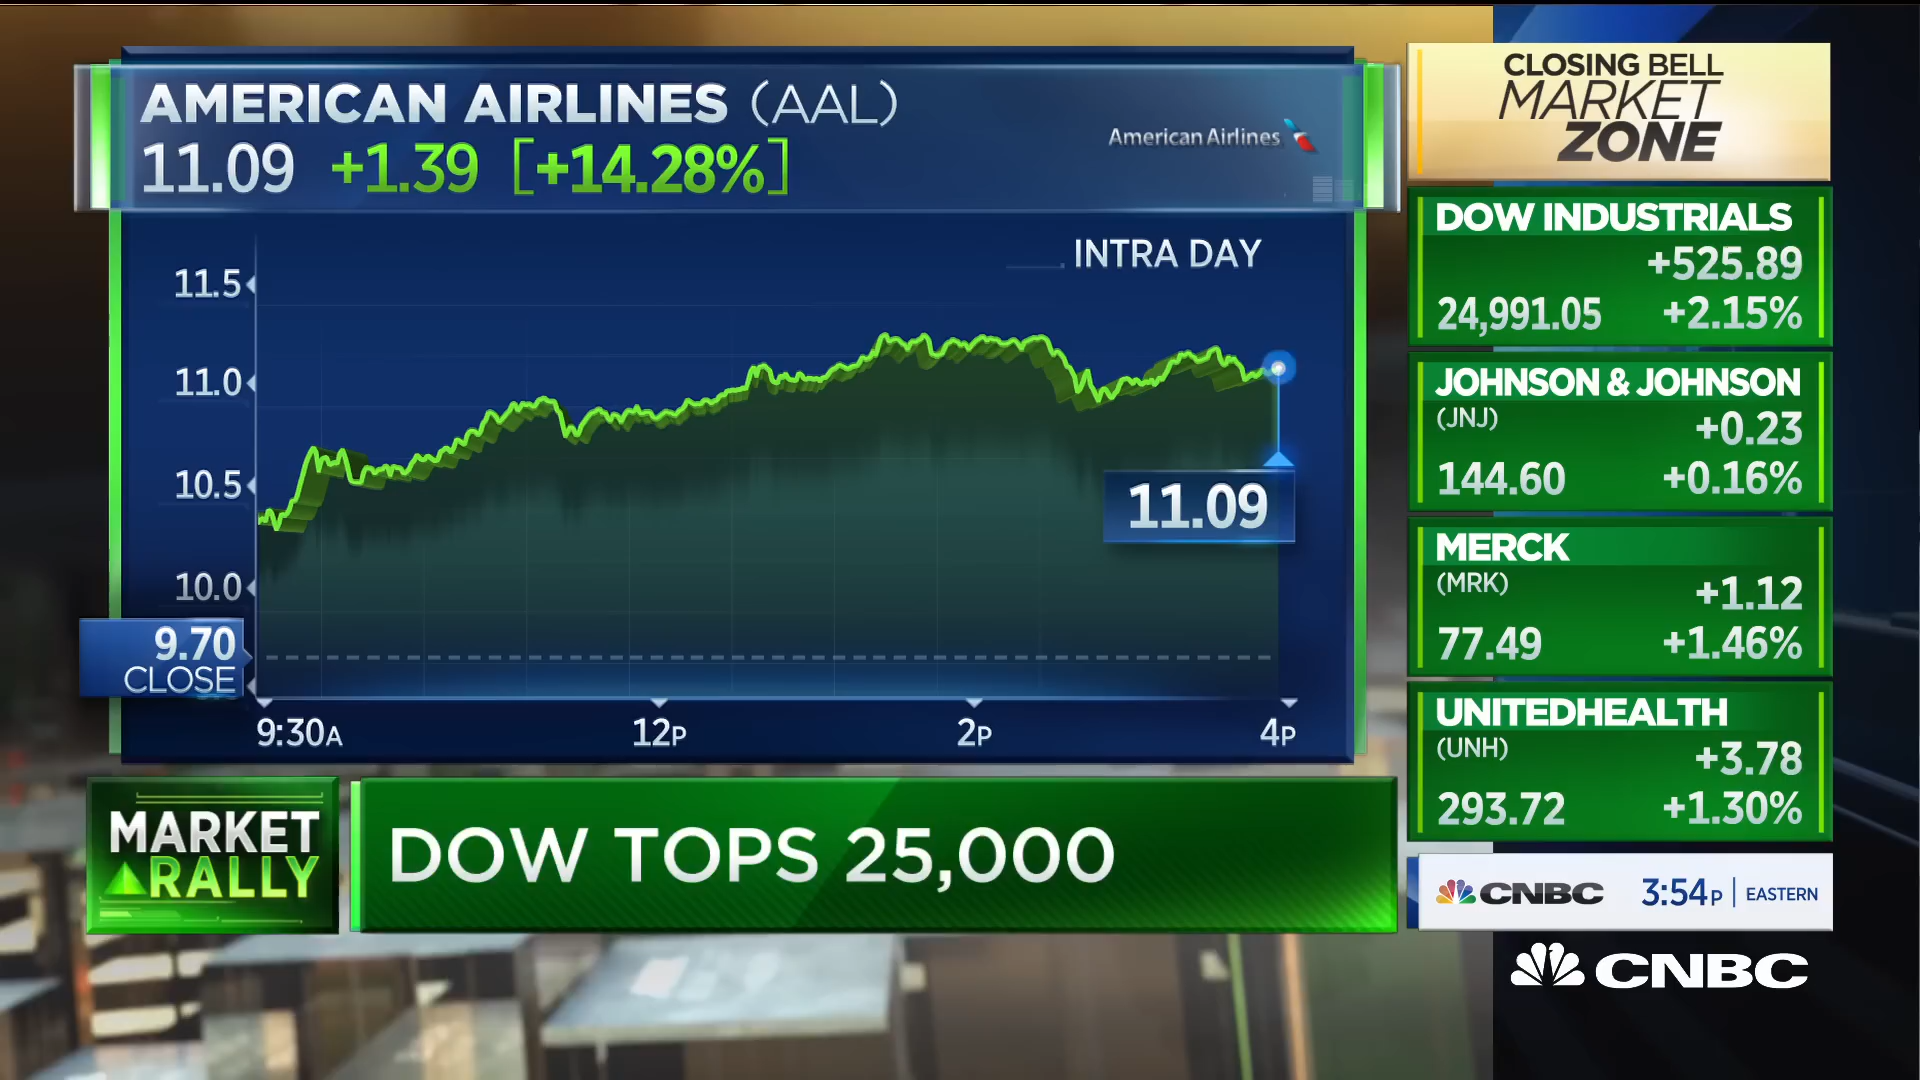 AMERICAN AIRLINES (AAL)
11.09 +1.39 [+14.28%]
American Airlines
INTRA DAY
11.5
11.0
10.5
10.0
9.70
CLOSE
11.09
9:30A 12P 2P 4P
MARKET
RALLY
DOW TOPS 25,000
CLOSING BELL
MARKET
ZONE
DOW INDUSTRIALS
+525.89
24,991.05 +2.15%
JOHNSON & JOHNSON
(JNJ) +0.23
144.60 +0.16%
MERCK
(MRK) +1.12
77.49 +1.46%
UNITEDHEALTH
(UNH) +3.78
293.72 +1.30%
CNBC 3:54P | EASTERN
CNBC